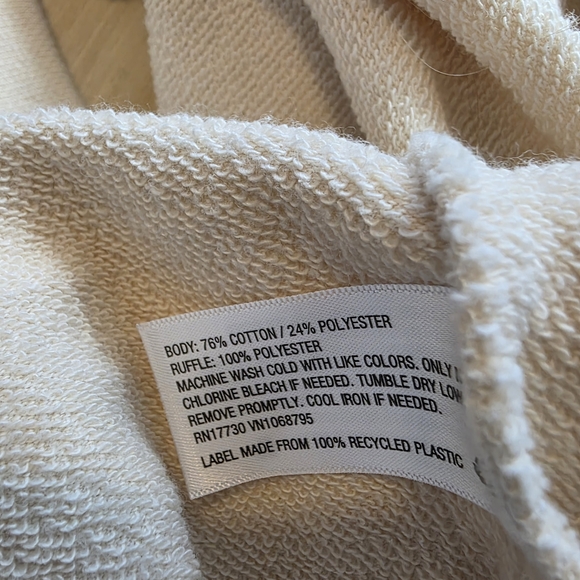 BODY: 76% COTTON / 24% POLYESTER
RUFFLE: 100% POLYESTER
MACHINE WASH COLD WITH LIKE COLORS. ONLY
CHLORINE BLEACH IF NEEDED. TUMBLE DRY LOW
REMOVE PROMPTLY. COOL IRON IF NEEDED.
RN17730 VN1068795
LABEL MADE FROM 100% RECYCLED PLASTIC